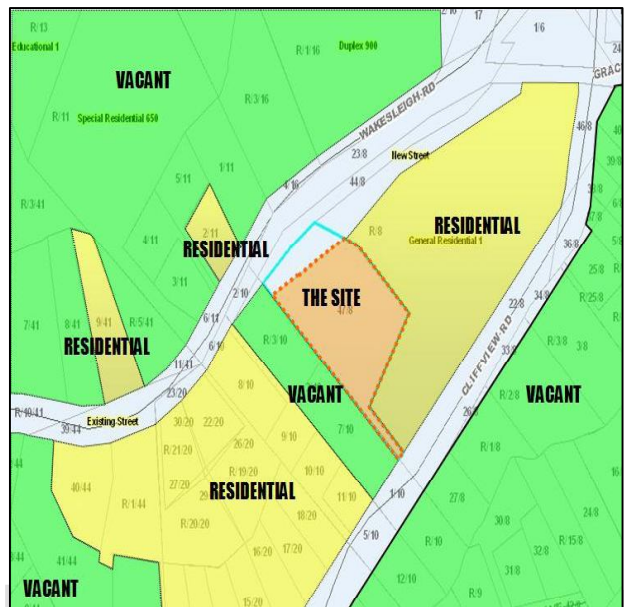 R/13
Educational 1
R/1/16
Duplex 900
2/16
17
1/6
VACANT
GRAC
R/3/16
WAKESLEIGH RD
R/11
Special Residential 650
46/8
23/8
New Street
1/11
5/11
4/16
44/8
R/3/41
R/8
RESIDENTIAL
2/11
General Residential 1
4/11
RESIDENTIAL
36/8
3/11
25/8
2/10
THE SITE
34/8
R/25/8
22/8
47/8
7/41
8/41
9/41
R/5/41
6/11
CLIFFVIEW RD
RESIDENTIAL
6/10
R/3/10
R/3/8
3/8
11/41
8/10
VACANT
VACANT
23/20
R/2/8
R/10/41
Existing Street
39/44
30/20
22/20
7/10
R/21/20
26/20
9/10
R/1/8
40/44
27/20
R/19/20
10/10
R/1/44
RESIDENTIAL
11/10
1/10
27/8
R/20/20
18/20
24/8
30/8
5/10
R/10
R/15/8
16/20
17/20
32/8
41/44
31/8
VACANT
12/10
R/9
15/20